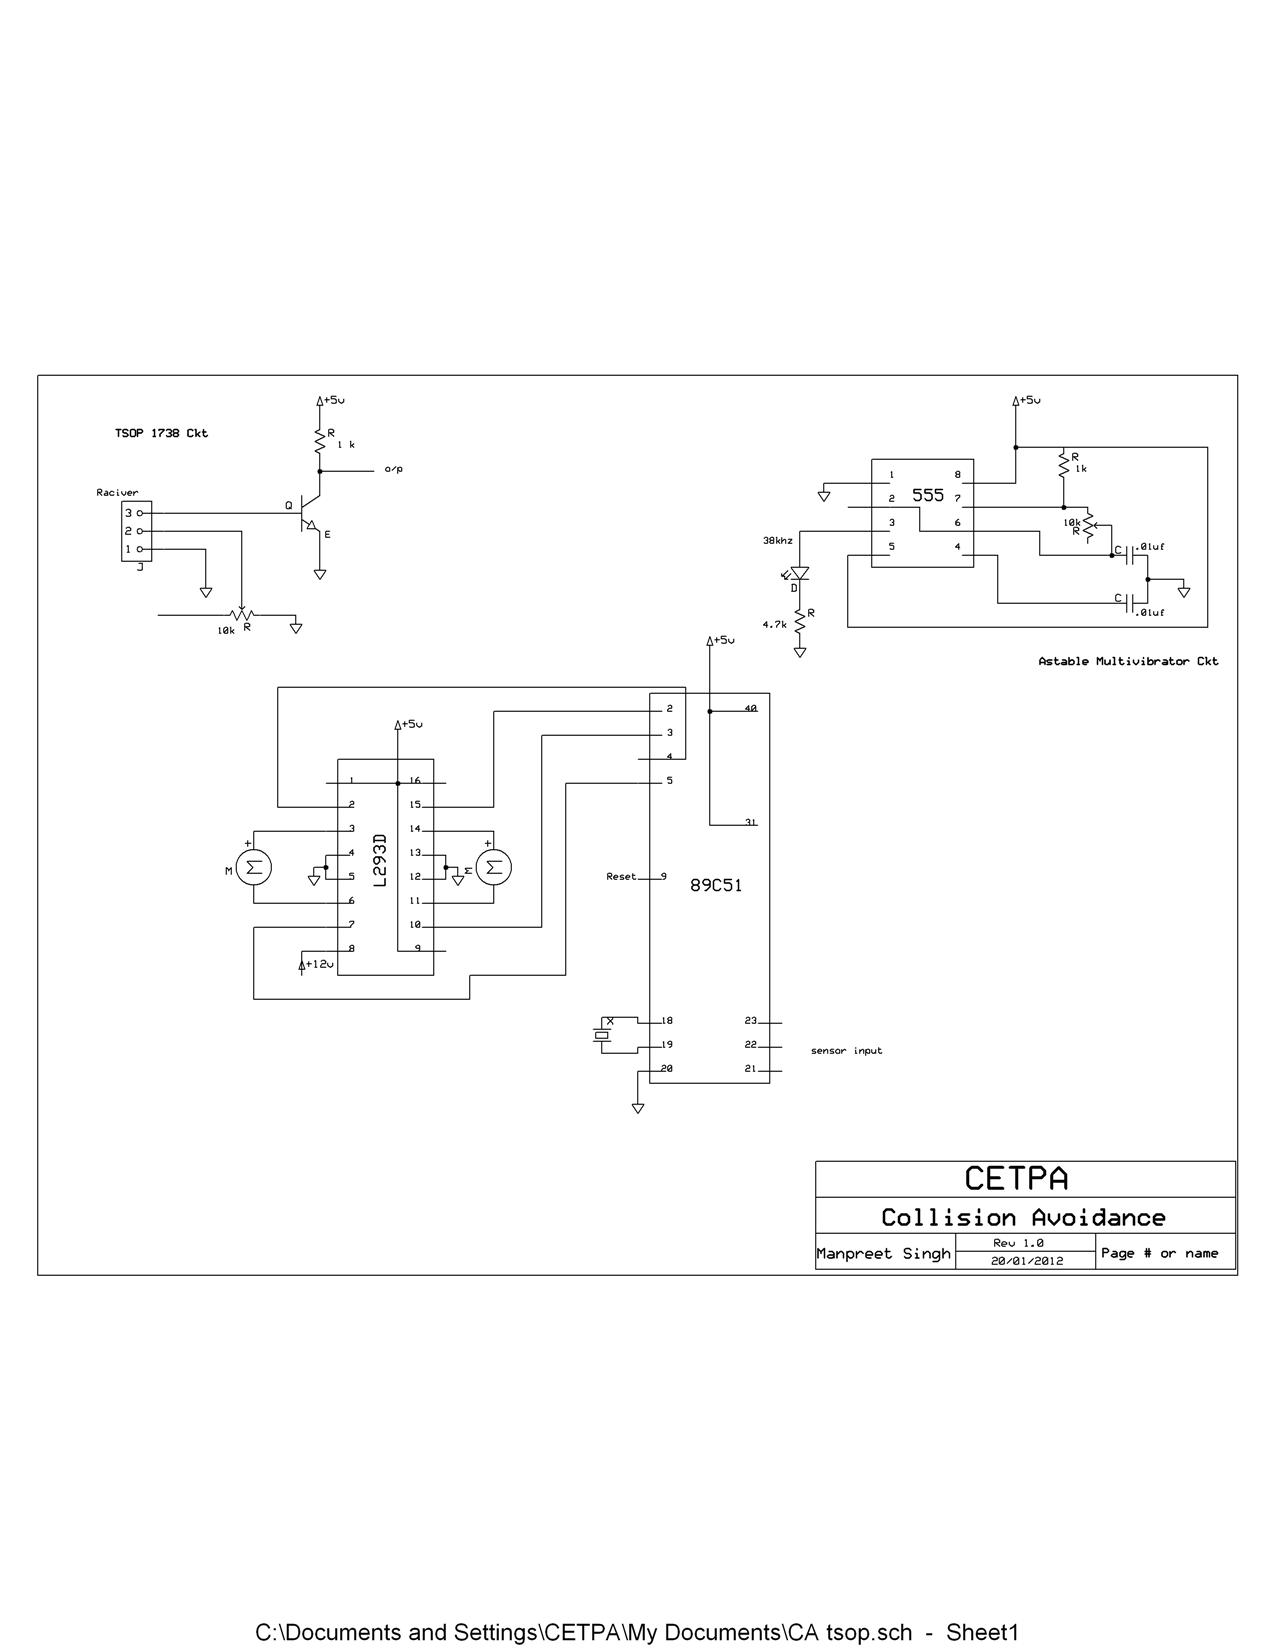 +5v
R
1 k
TSOP 1738 Ckt
o/p
Raciver
Q
3
2
1
E
J
10k R
+5v
R
1k
1 8
555
2 7
10k
R
3 6
38khz
5 4
C .01uf
D
C
.01uf
R
4.7k
Astable Multivibrator Ckt
+5v
2 40
3
4
5
31
Reset 9
89C51
X
18 23
19 22
sensor input
20 21
+5v
1 16
2 15
3 14
+ +
4 13
L293D
M M
5 12
6 11
7 10
8 9
+12v
CETPA
Collision Avoidance
Manpreet Singh
Rev 1.0
20/01/2012
Page # or name
C:\Documents and Settings\CETPA\My Documents\CA tsop.sch - Sheet1